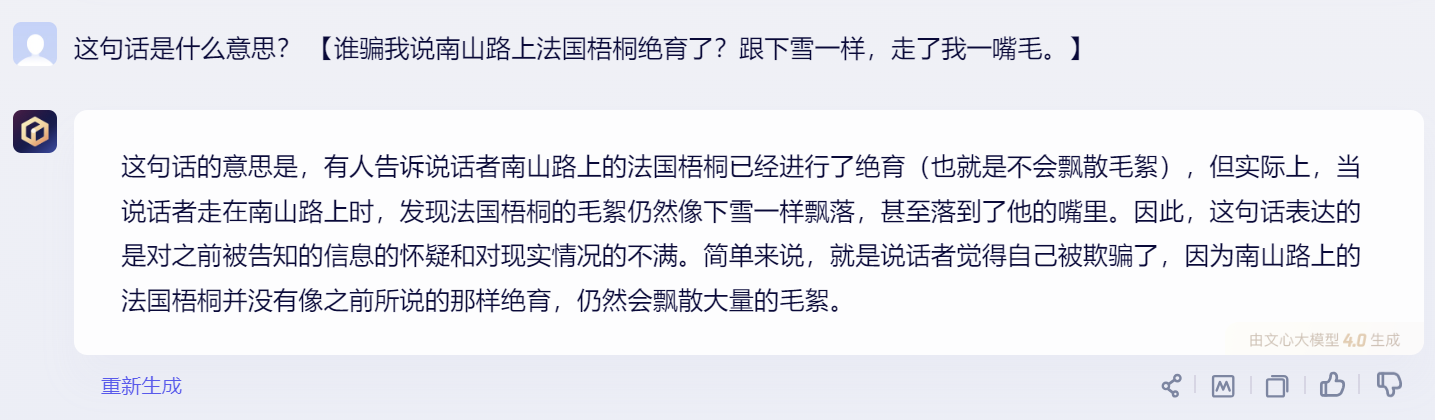 这句话是什么意思？ 【谁骗我说南山路上法国梧桐绝育了？跟下雪一样，走了我一嘴毛。】
这句话的意思是，有人告诉说话者南山路上的法国梧桐已经进行了绝育（也就是不会飘散毛絮），但实际上，当
说话者走在南山路上时，发现法国梧桐的毛絮仍然像下雪一样飘落，甚至落到了他的嘴里。因此，这句话表达的
是对之前被告知的信息的怀疑和对现实情况的不满。简单来说，就是说话者觉得自己被欺骗了，因为南山路上的
法国梧桐并没有像之前所说的那样绝育，仍然会飘散大量的毛絮。
由文心大模型 4.0 生成
重新生成